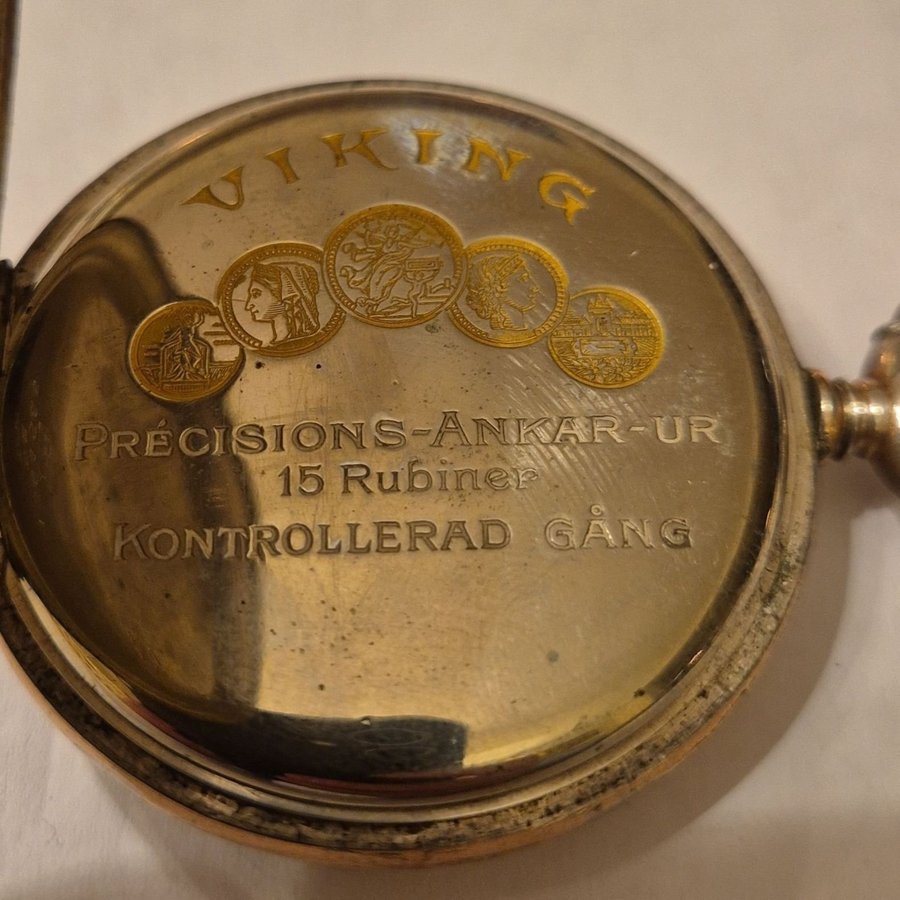 VIKING
PRÉCISIONS-ANKAR-UR
15 Rubiner
KONTROLLERAD GÅNG